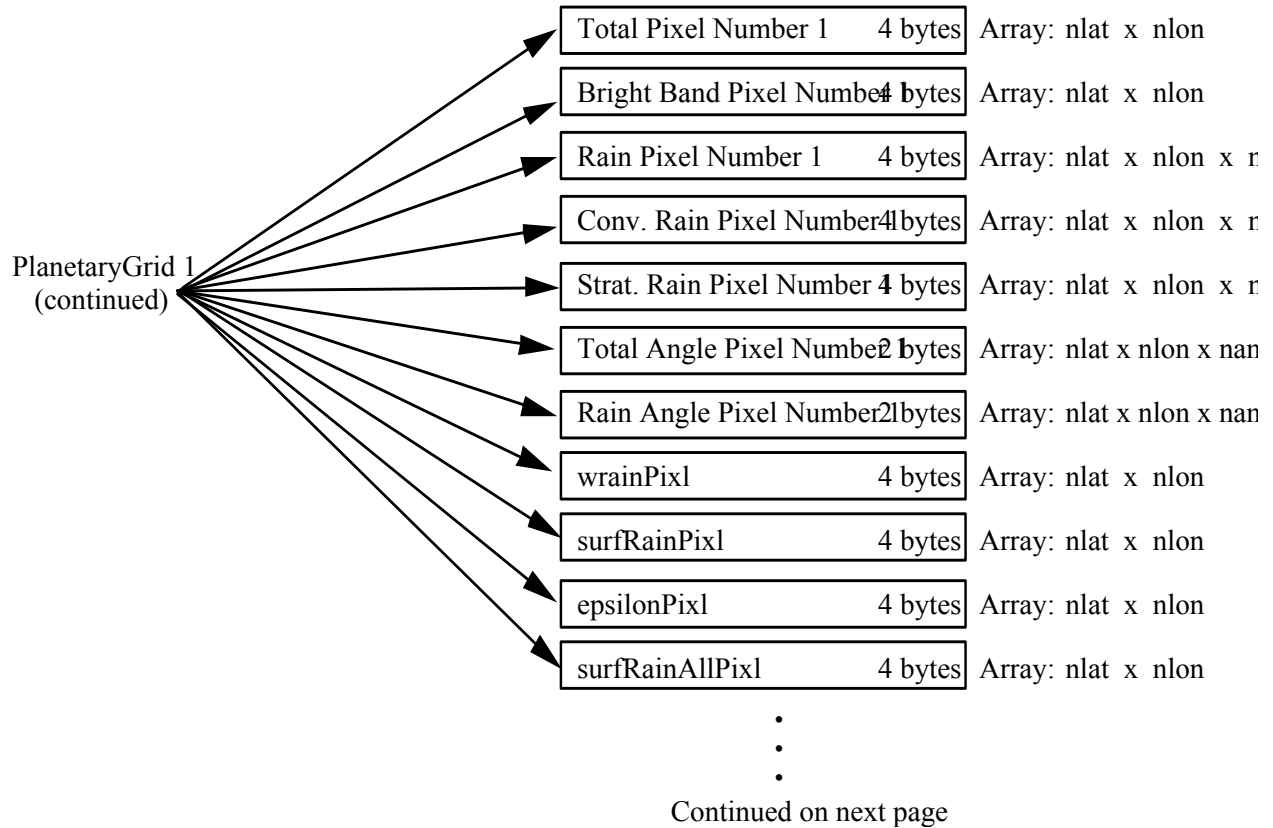 Total Pixel Number 1 4 bytes Array: nlat x nlon
Bright Band Pixel Number 1 4 bytes Array: nlat x nlon
Rain Pixel Number 1 4 bytes Array: nlat x nlon x
Conv. Rain Pixel Number 1 4 bytes Array: nlat x nlon x
Strat. Rain Pixel Number 1 4 bytes Array: nlat x nlon x
PlanetaryGrid 1
(continued)
Total Angle Pixel Number 1 2 bytes Array: nlat x nlon x nan
Rain Angle Pixel Number 1 2 bytes Array: nlat x nlon x nan
wrainPixl 4 bytes Array: nlat x nlon
surfRainPixl 4 bytes Array: nlat x nlon
epsilonPixl 4 bytes Array: nlat x nlon
surfRainAllPixl 4 bytes Array: nlat x nlon
Continued on next page